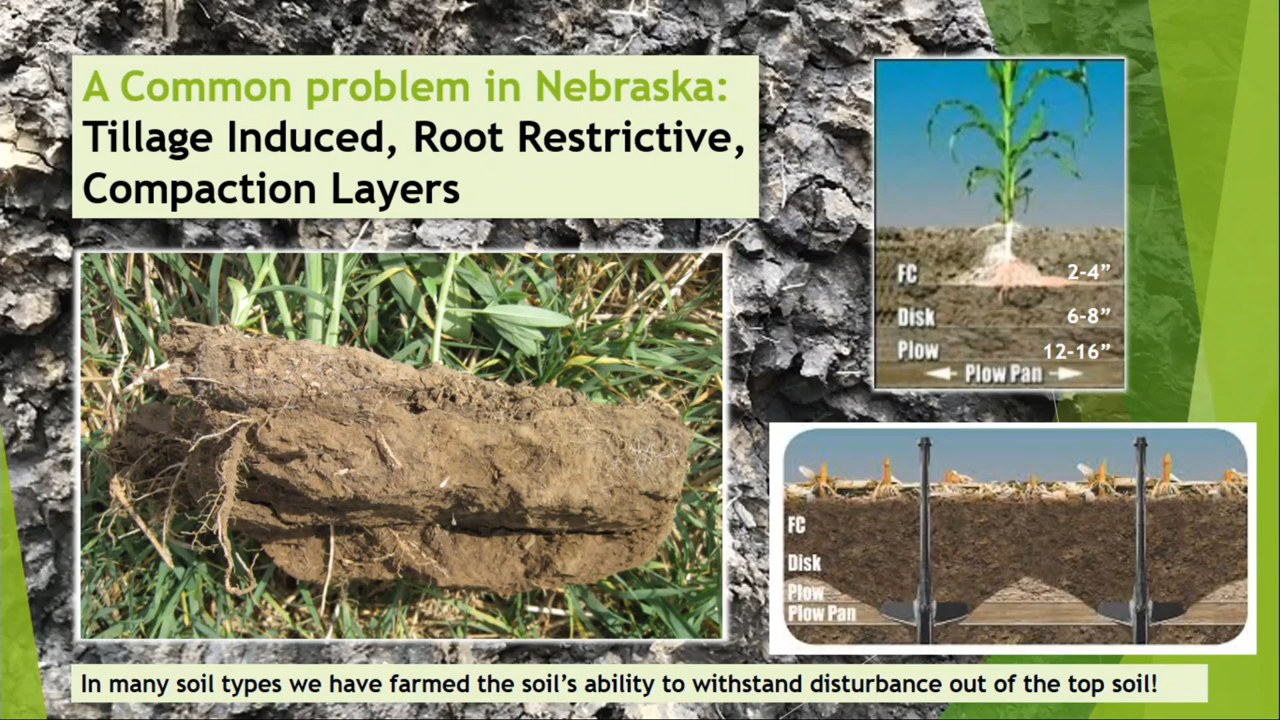 A Common problem in Nebraska:
Tillage Induced, Root Restrictive,
Compaction Layers
FC 2-4”
Disk 6-8”
Plow 12-16”
Plow Pan
FC
Disk
Plow
Plow Pan
In many soil types we have farmed the soil’s ability to withstand disturbance out of the top soil!